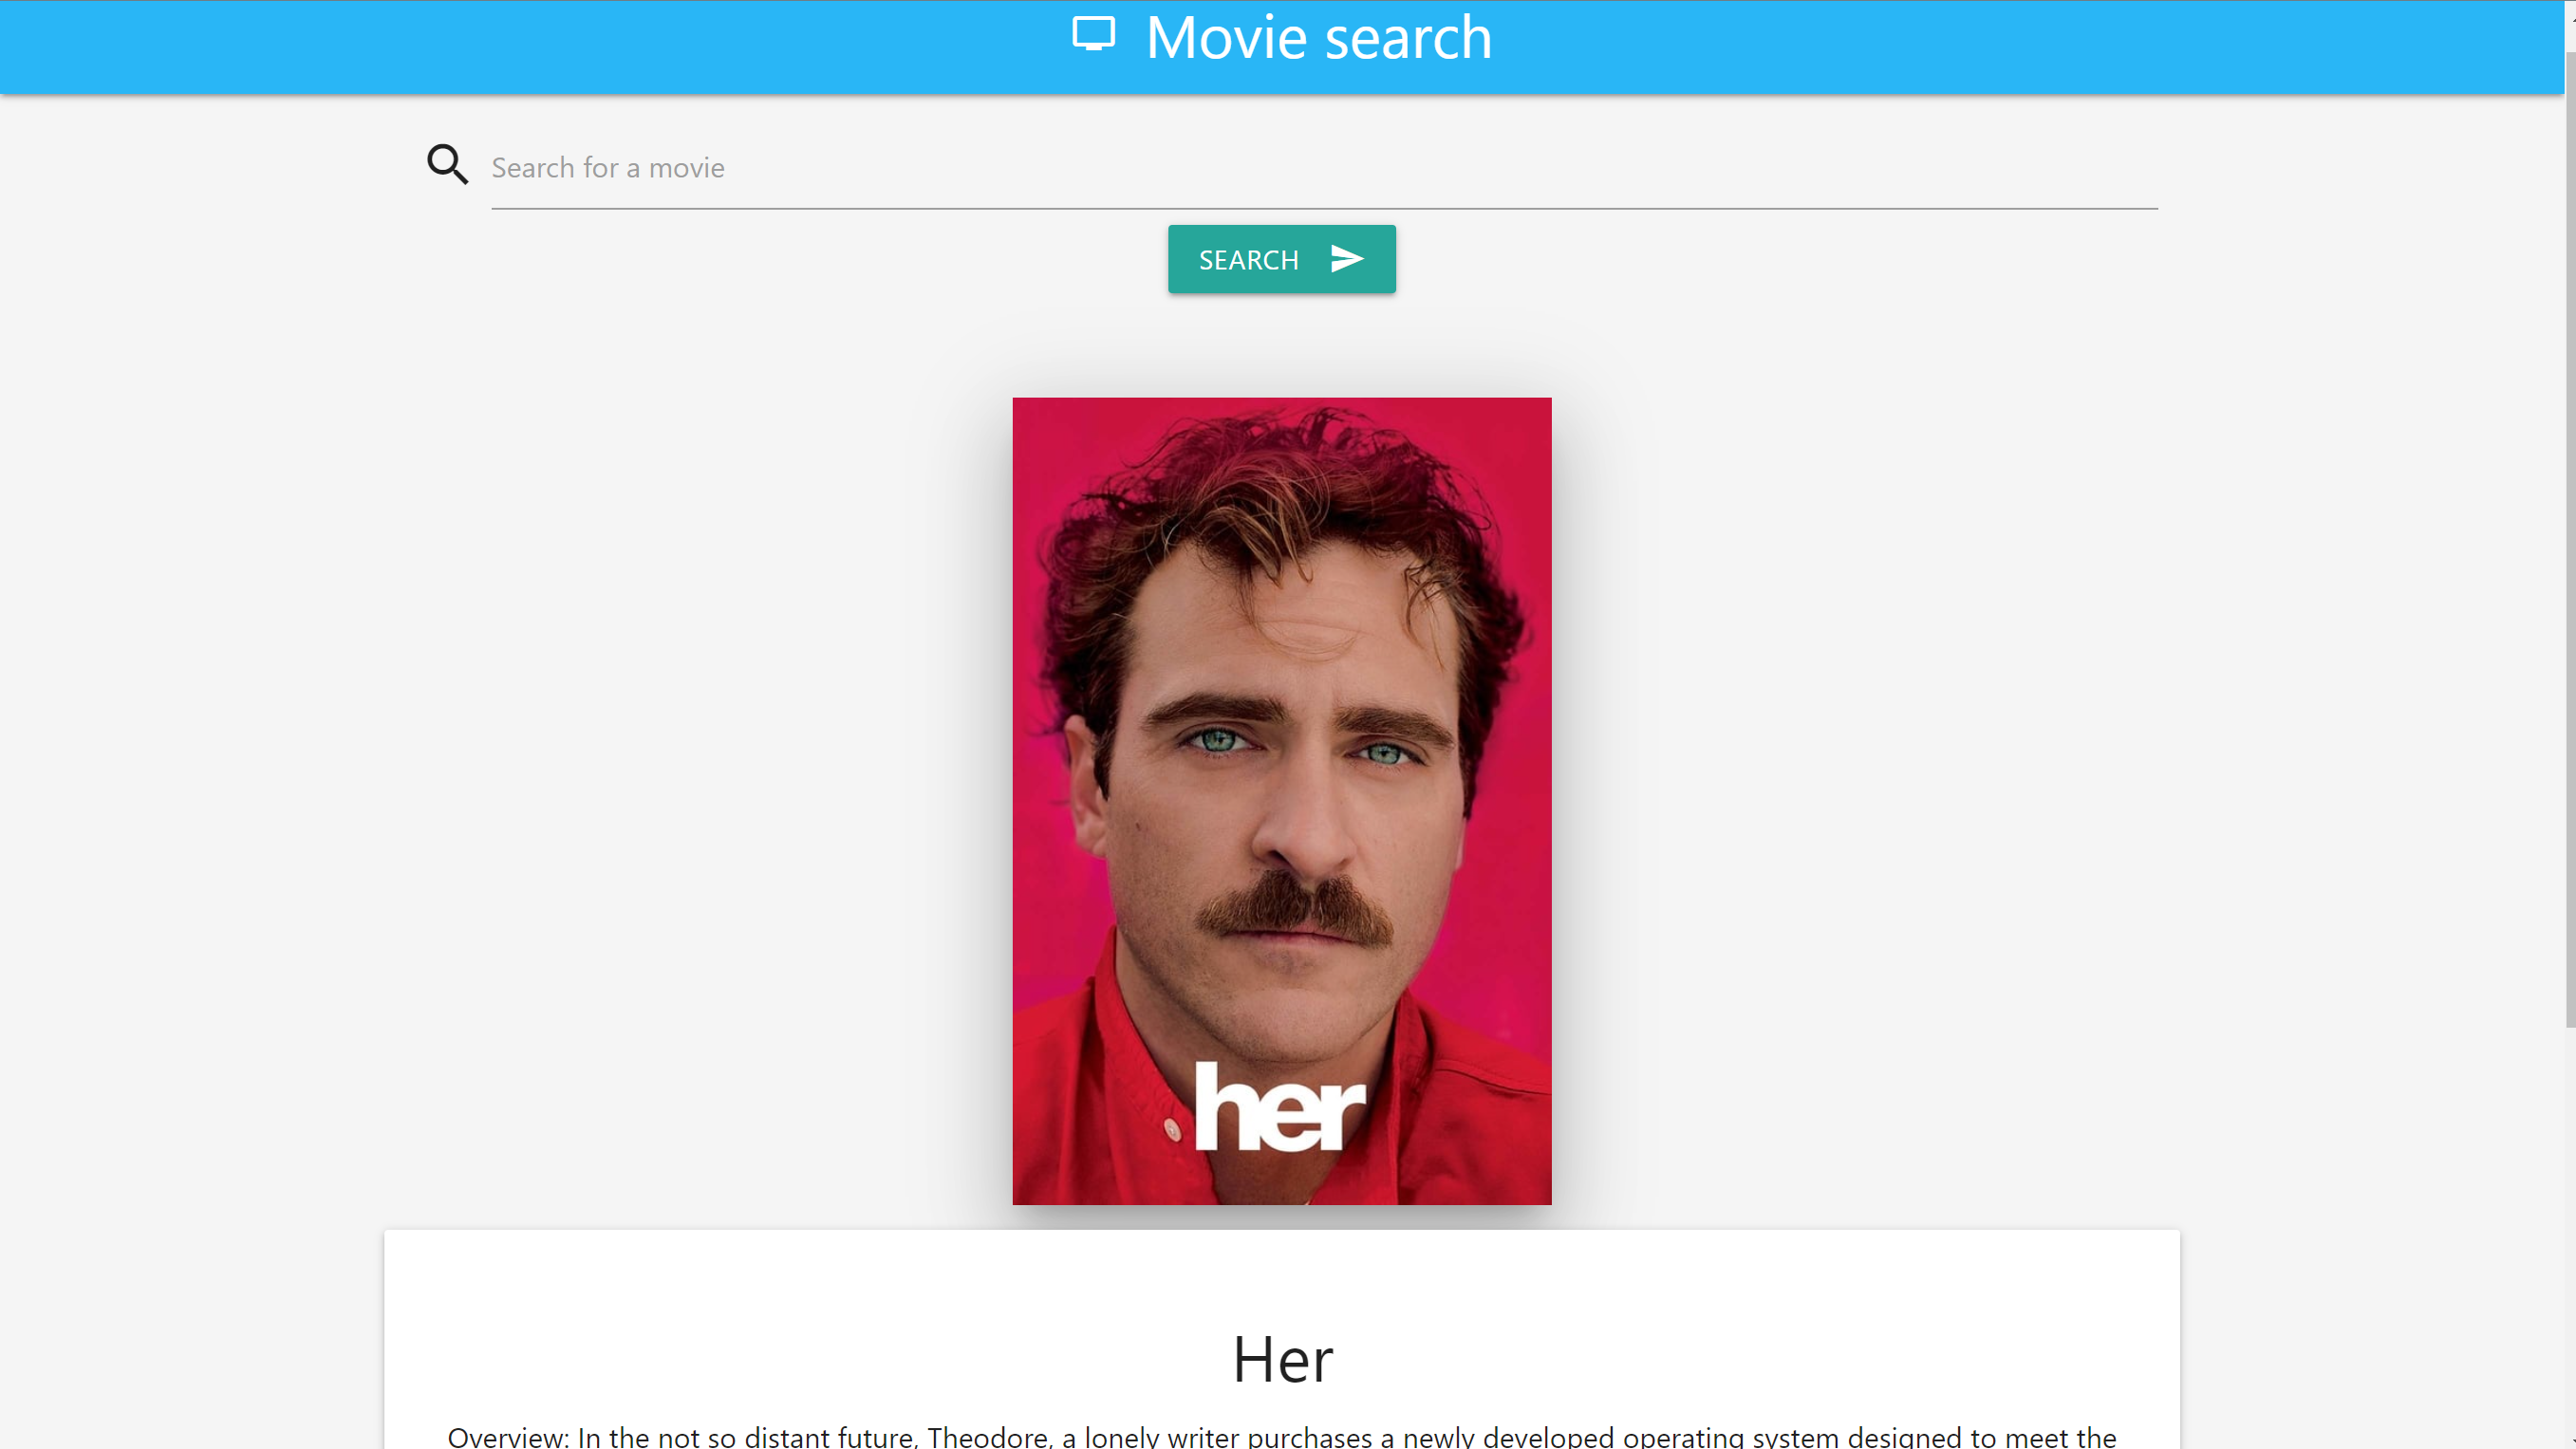 Movie search
Search for a movie
SEARCH
her
Her
Overview: In the not so distant future, Theodore, a lonely writer purchases a newly developed operating system designed to meet the